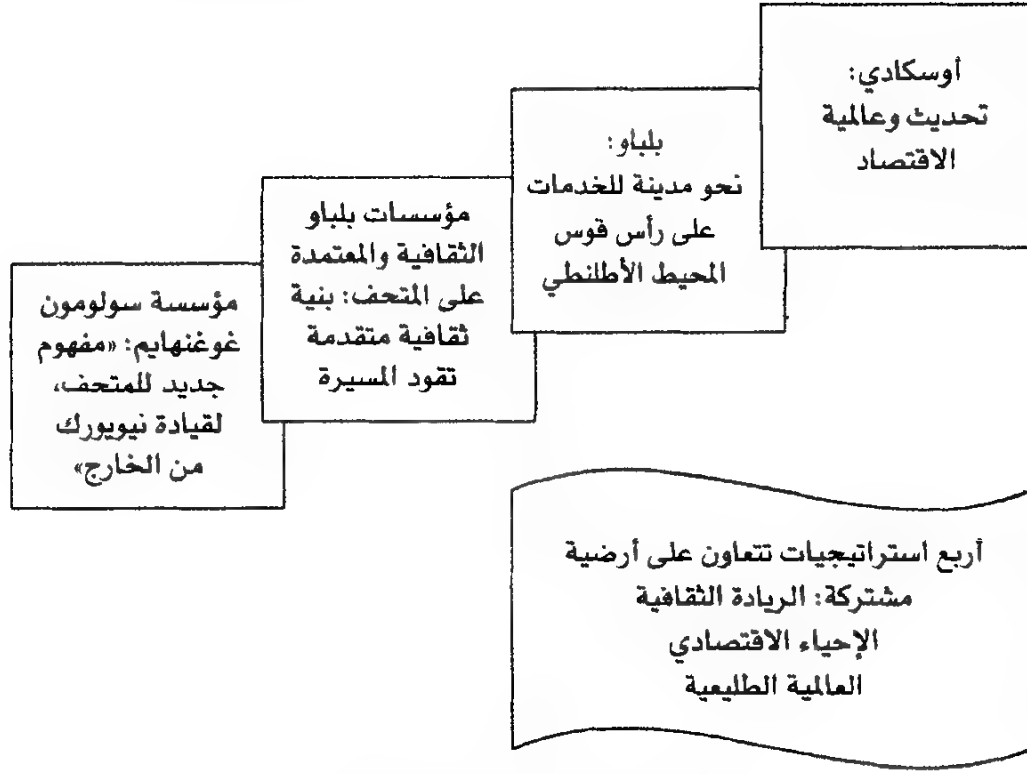 أوسكادي:
تحديث وعالمية
الاقتصاد
بلباو:
نحو مدينة للخدمات
على رأس قوس
المحيط الأطلنطي
مؤسسات بلباو
الثقافية والمعتمدة
على المتحف: بنية
ثقافية متقدمة
تقود المسيرة
مؤسسة سولومون
غوغنهايم: «مفهوم
جديد للمتحف،
لقيادة نيويورك
من الخارج»
أربع استراتيجيات تتعاون على أرضية
مشتركة: الريادة الثقافية
الإحياء الاقتصادي
العالمية الطليعية